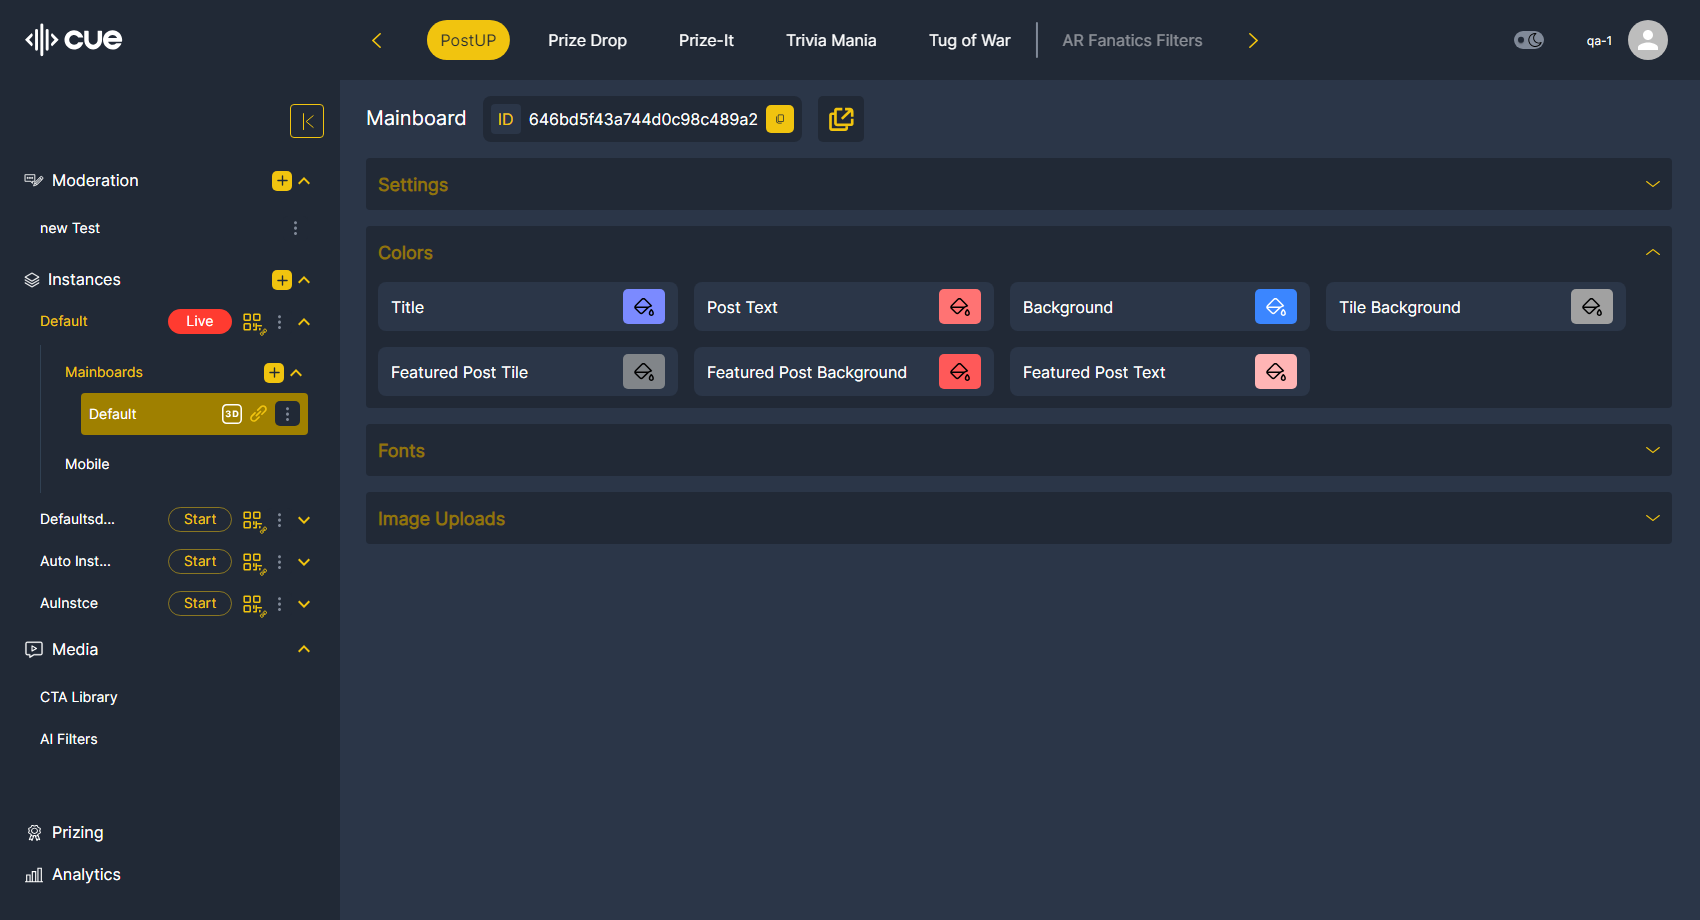 cue
PostUP
Prize Drop
Prize-It
Trivia Mania
Tug of War
AR Fanatics Filters
qa-1
Moderation
new Test
Instances
Default
Live
Mainboards
Default
3D
Mobile
Defaultsd...
Start
Auto Inst...
Start
AuInstce
Start
Media
CTA Library
AI Filters
Prizing
Analytics
Mainboard
ID 646bd5f43a744d0c98c489a2
Settings
Colors
Title
Post Text
Background
Tile Background
Featured Post Tile
Featured Post Background
Featured Post Text
Fonts
Image Uploads